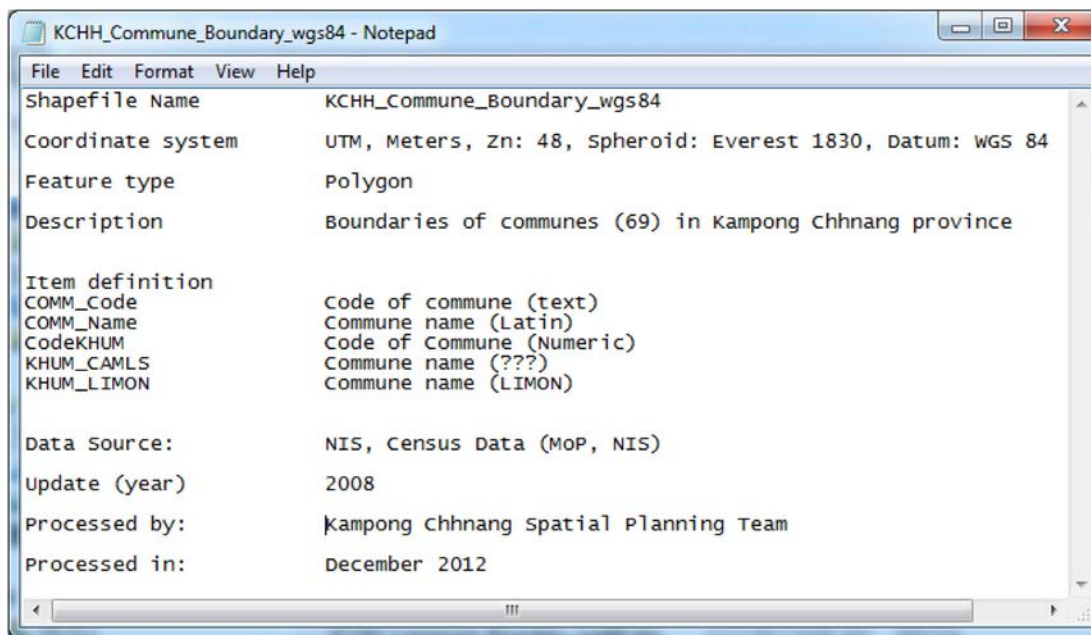 KCHH_Commune_Boundary_wgs84 - Notepad
File Edit Format View Help
Shapefile Name KCHH_Commune_Boundary_wgs84
Coordinate system UTM, Meters, Zn: 48, Spheroid: Everest 1830, Datum: WGS 84
Feature type Polygon
Description Boundaries of communes (69) in Kampong Chhnang province
Item definition
COMM_Code Code of commune (text)
COMM_Name Commune name (Latin)
CodeKHUM Code of Commune (Numeric)
KHUM_CAMLS Commune name (???)
KHUM_LIMON Commune name (LIMON)
Data Source: NIS, Census Data (MoP, NIS)
Update (year) 2008
Processed by: Kampong Chhnang Spatial Planning Team
Processed in: December 2012